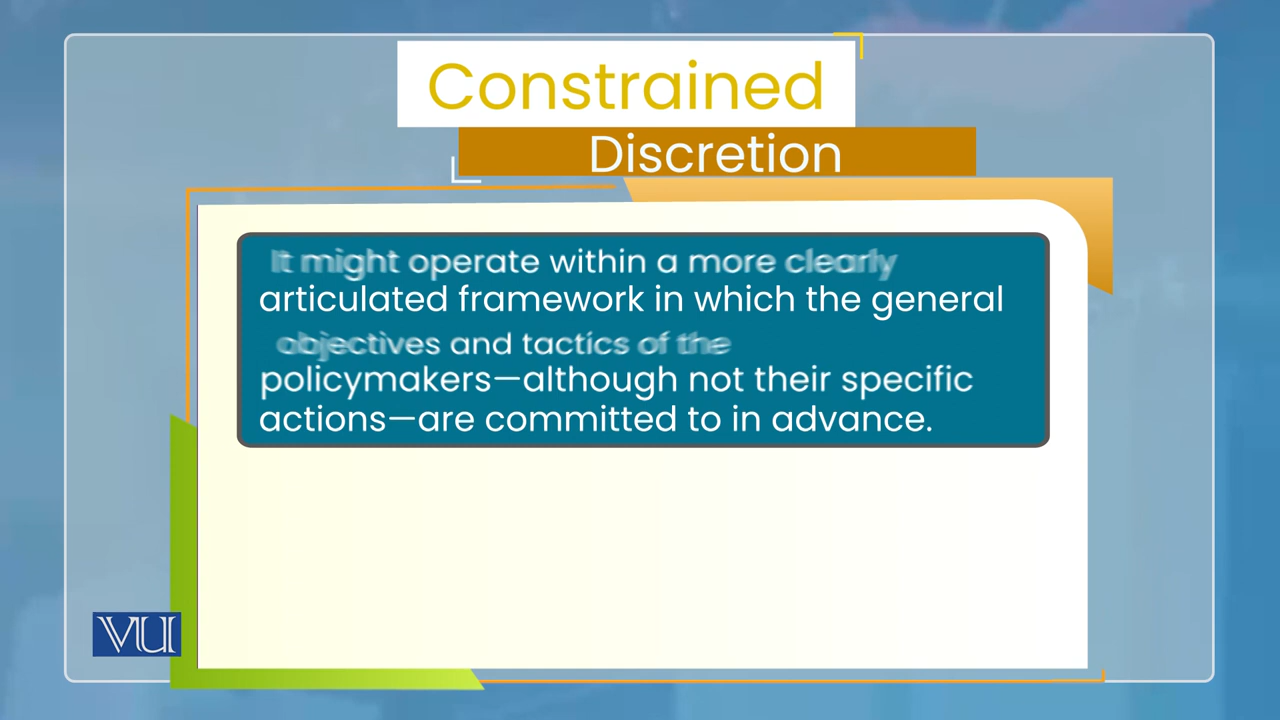 Constrained
Discretion
It might operate within a more clearly
articulated framework in which the general
objectives and tactics of the
policymakers—although not their specific
actions—are committed to in advance.
VU